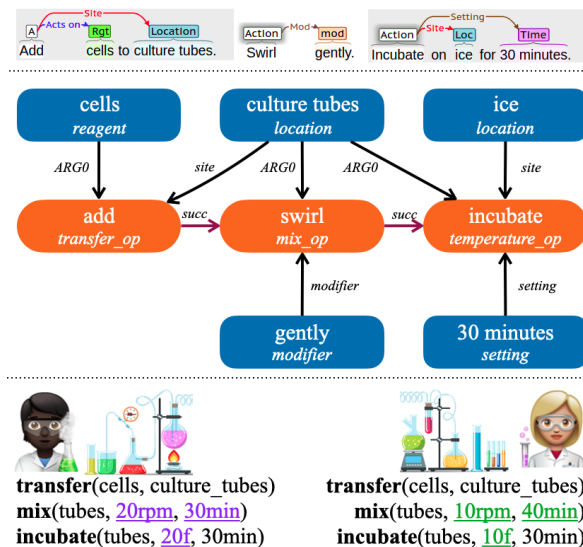 Site
Acts on
A Rgt Location
Add cells to culture tubes.
Mod
Action mod
Swirl gently.
Setting
Site
Action Loc Time
Incubate on ice for 30 minutes.
cells
reagent
culture tubes
location
ice
location
ARG0
site
ARG0
ARG0
site
add
transfer_op
succ
swirl
mix_op
succ
incubate
temperature_op
modifier
setting
gently
modifier
30 minutes
setting
transfer(cells, culture_tubes)
mix(tubes, 20rpm, 30min)
incubate(tubes, 20f, 30min)
transfer(cells, culture_tubes)
mix(tubes, 10rpm, 40min)
incubate(tubes, 10f, 30min)